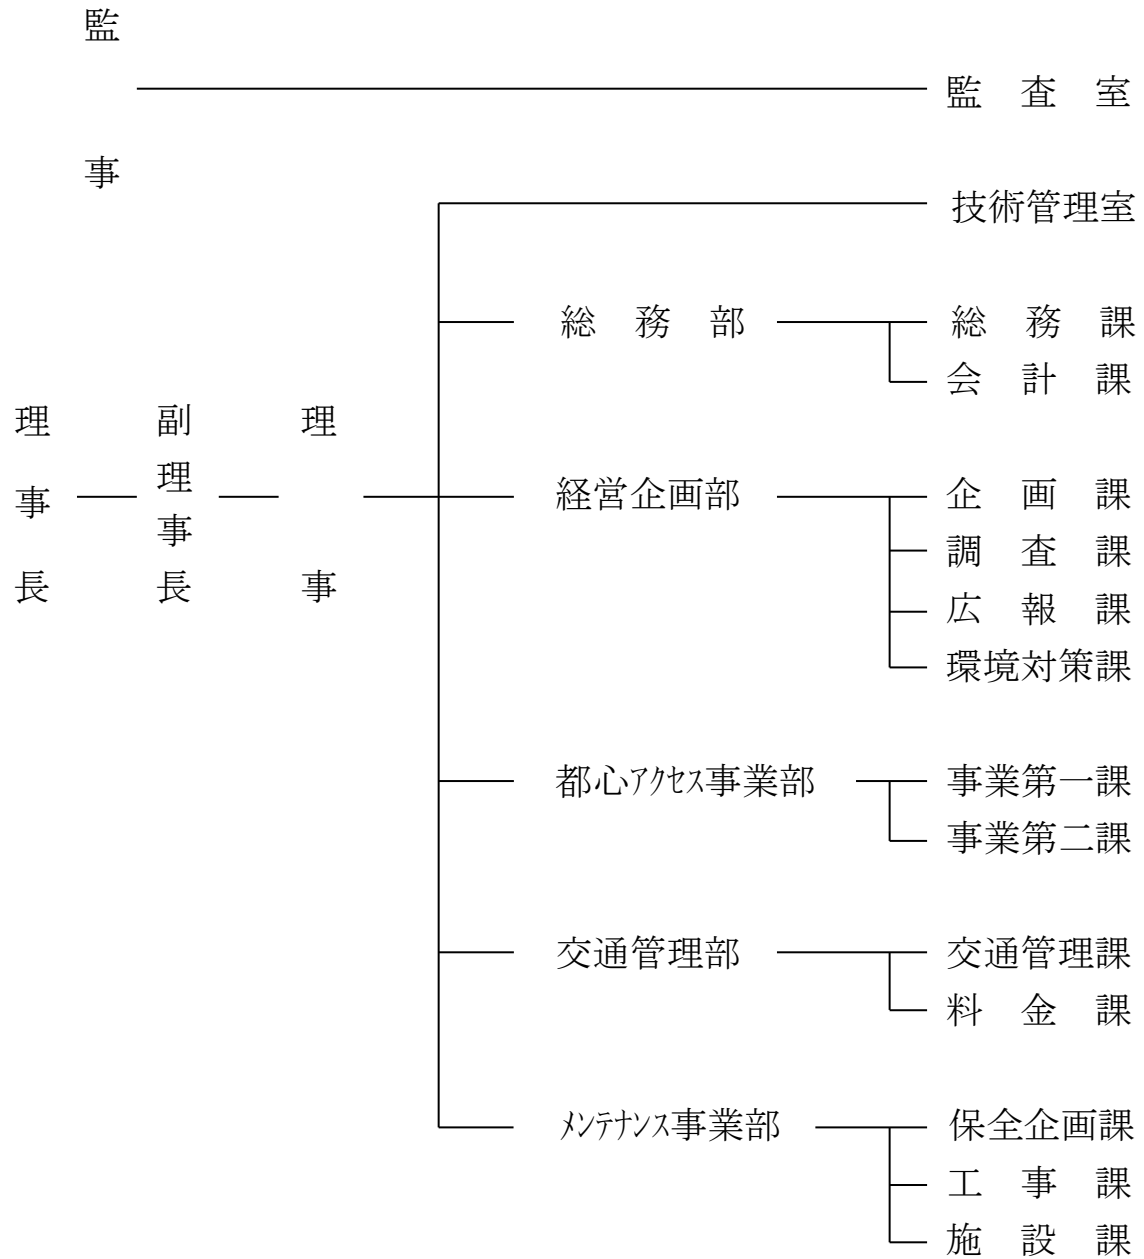 監事
監査室
技術管理室
総務部
総務課
会計課
理事長
副理事長
理事
経営企画部
企画課
調査課
広報課
環境対策課
都心ｱｸｾｽ事業部
事業第一課
事業第二課
交通管理部
交通管理課
料金課
ﾒﾝﾃﾅﾝｽ事業部
保全企画課
工事課
施設課